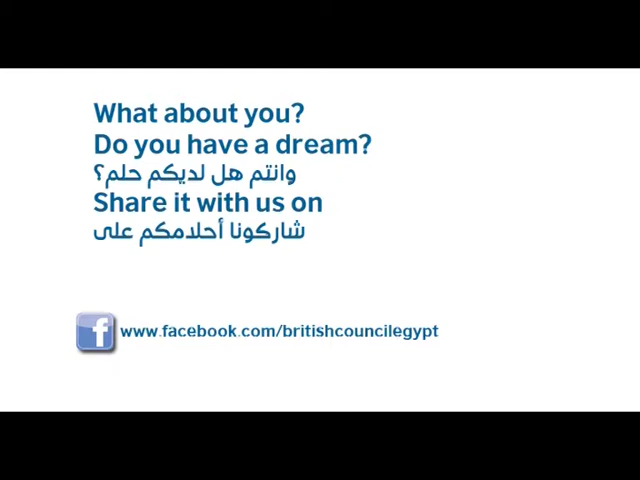 What about you?
Do you have a dream?
وانتم هل لديكم حلم؟
Share it with us on
شاركونا أحلامكم على
www.facebook.com/britishcouncilegypt